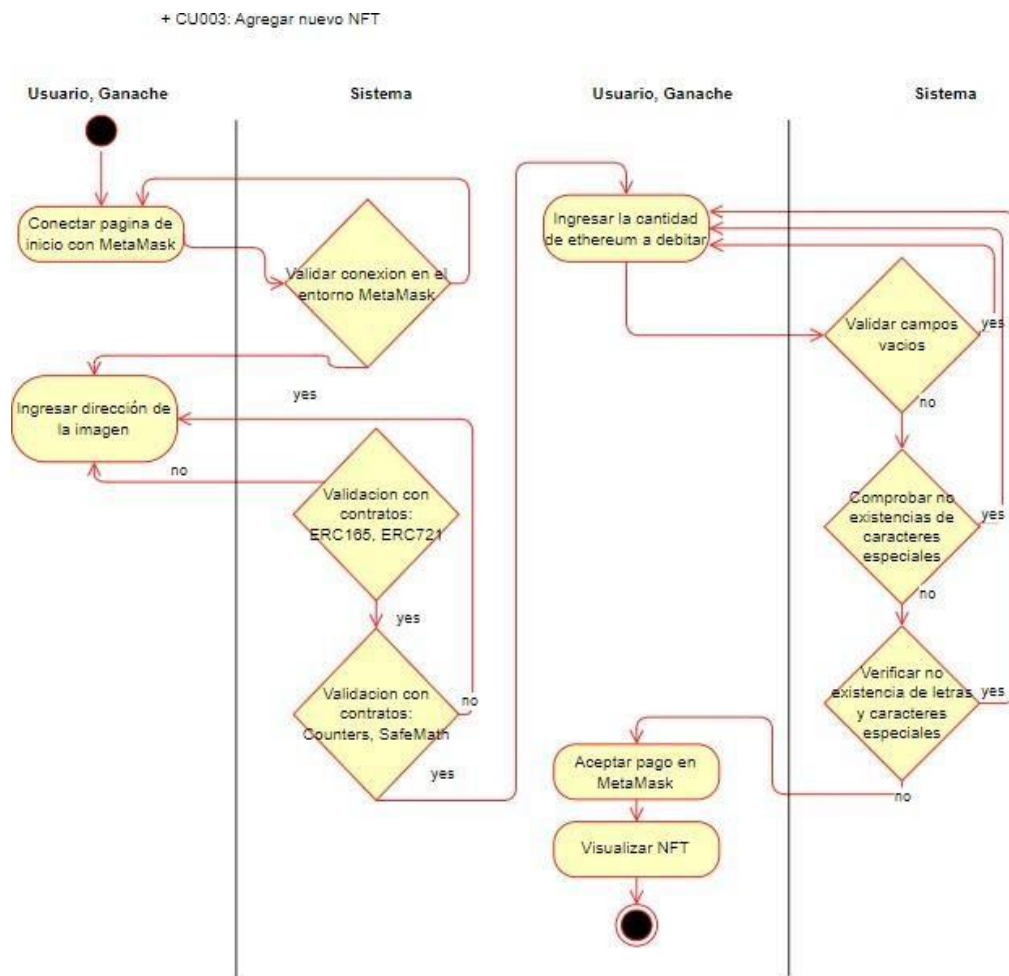 + CU003: Agregar nuevo NFT
Usuario, Ganache
Sistema
Usuario, Ganache
Sistema
Conectar pagina de
inicio con MetaMask
Validar conexion en el
entorno MetaMask
yes
Ingresar dirección de
la imagen
no
Validacion con
contratos:
ERC165, ERC721
yes
Validacion con
contratos:
Counters, SafeMath
no
yes
Ingresar la cantidad
de ethereum a debitar
Validar campos
vacios
yes
no
Comprobar no
existencias de
caracteres
especiales
yes
no
Verificar no
existencia de letras
y caracteres
especiales
yes
no
Aceptar pago en
MetaMask
Visualizar NFT